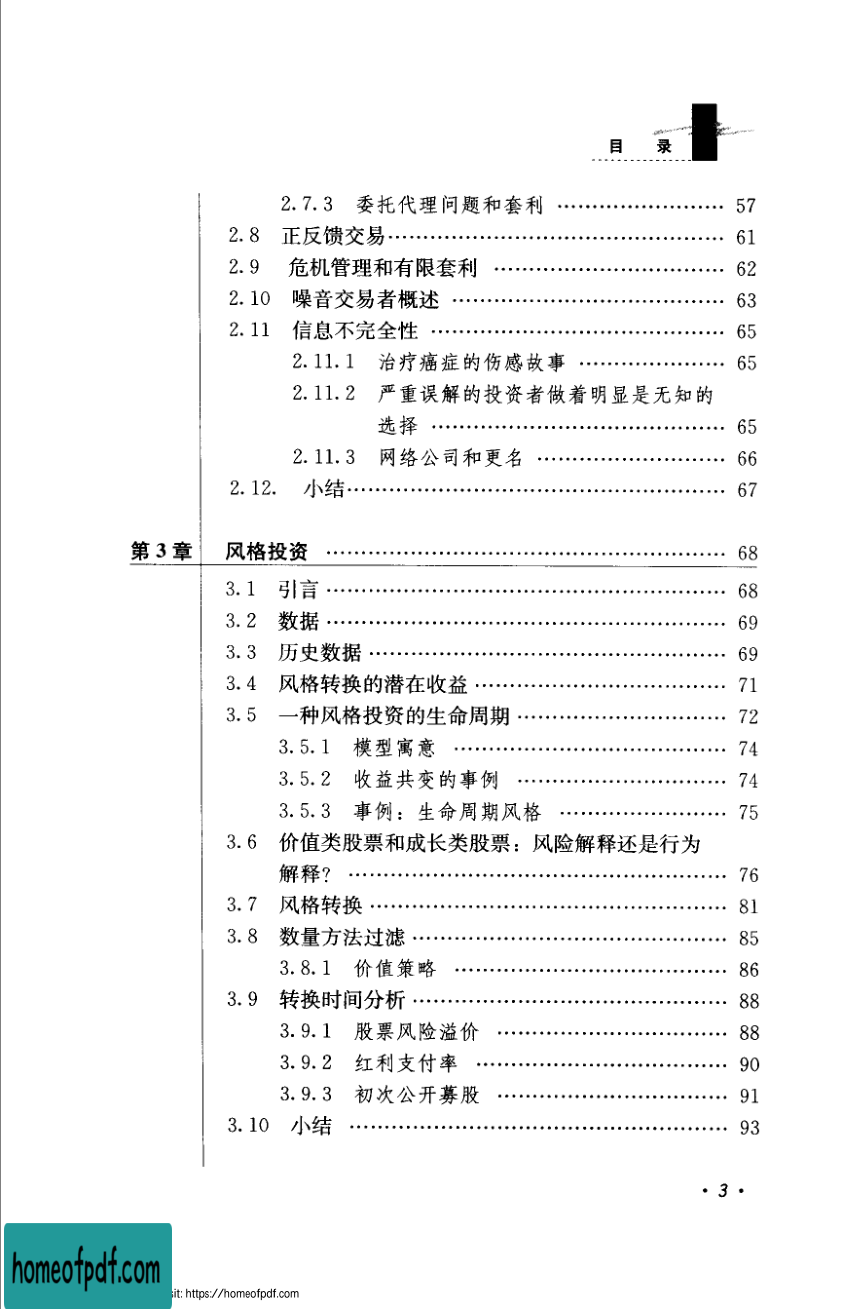 目 录
2.7.3 委托代理问题和套利 …………………… 57
2.8 正反馈交易………………………………………… 61
2.9 危机管理和有限套利 …………………………… 62
2.10 噪音交易者概述 ………………………………… 63
2.11 信息不完全性 …………………………………… 65
2.11.1 治疗癌症的伤感故事 ………………… 65
2.11.2 严重误解的投资者做着明显是无知的
选择 …………………………………… 65
2.11.3 网络公司和更名 ……………………… 66
2.12. 小结……………………………………………… 67
第 3 章 风格投资 ………………………………………………… 68
3.1 引言 ………………………………………………… 68
3.2 数据 ………………………………………………… 69
3.3 历史数据 …………………………………………… 69
3.4 风格转换的潜在收益 ……………………………… 71
3.5 一种风格投资的生命周期 ………………………… 72
3.5.1 模型寓意 ………………………………… 74
3.5.2 收益共变的事例 ………………………… 74
3.5.3 事例：生命周期风格 …………………… 75
3.6 价值类股票和成长类股票：风险解释还是行为
解释? ……………………………………………… 76
3.7 风格转换 …………………………………………… 81
3.8 数量方法过滤 ……………………………………… 85
3.8.1 价值策略 ………………………………… 86
3.9 转换时间分析 ……………………………………… 88
3.9.1 股票风险溢价 …………………………… 88
3.9.2 红利支付率 ……………………………… 90
3.9.3 初次公开募股 …………………………… 91
3.10 小结 ……………………………………………… 93
· 3 ·
homeofpdf.com
sit: https://homeofpdf.com